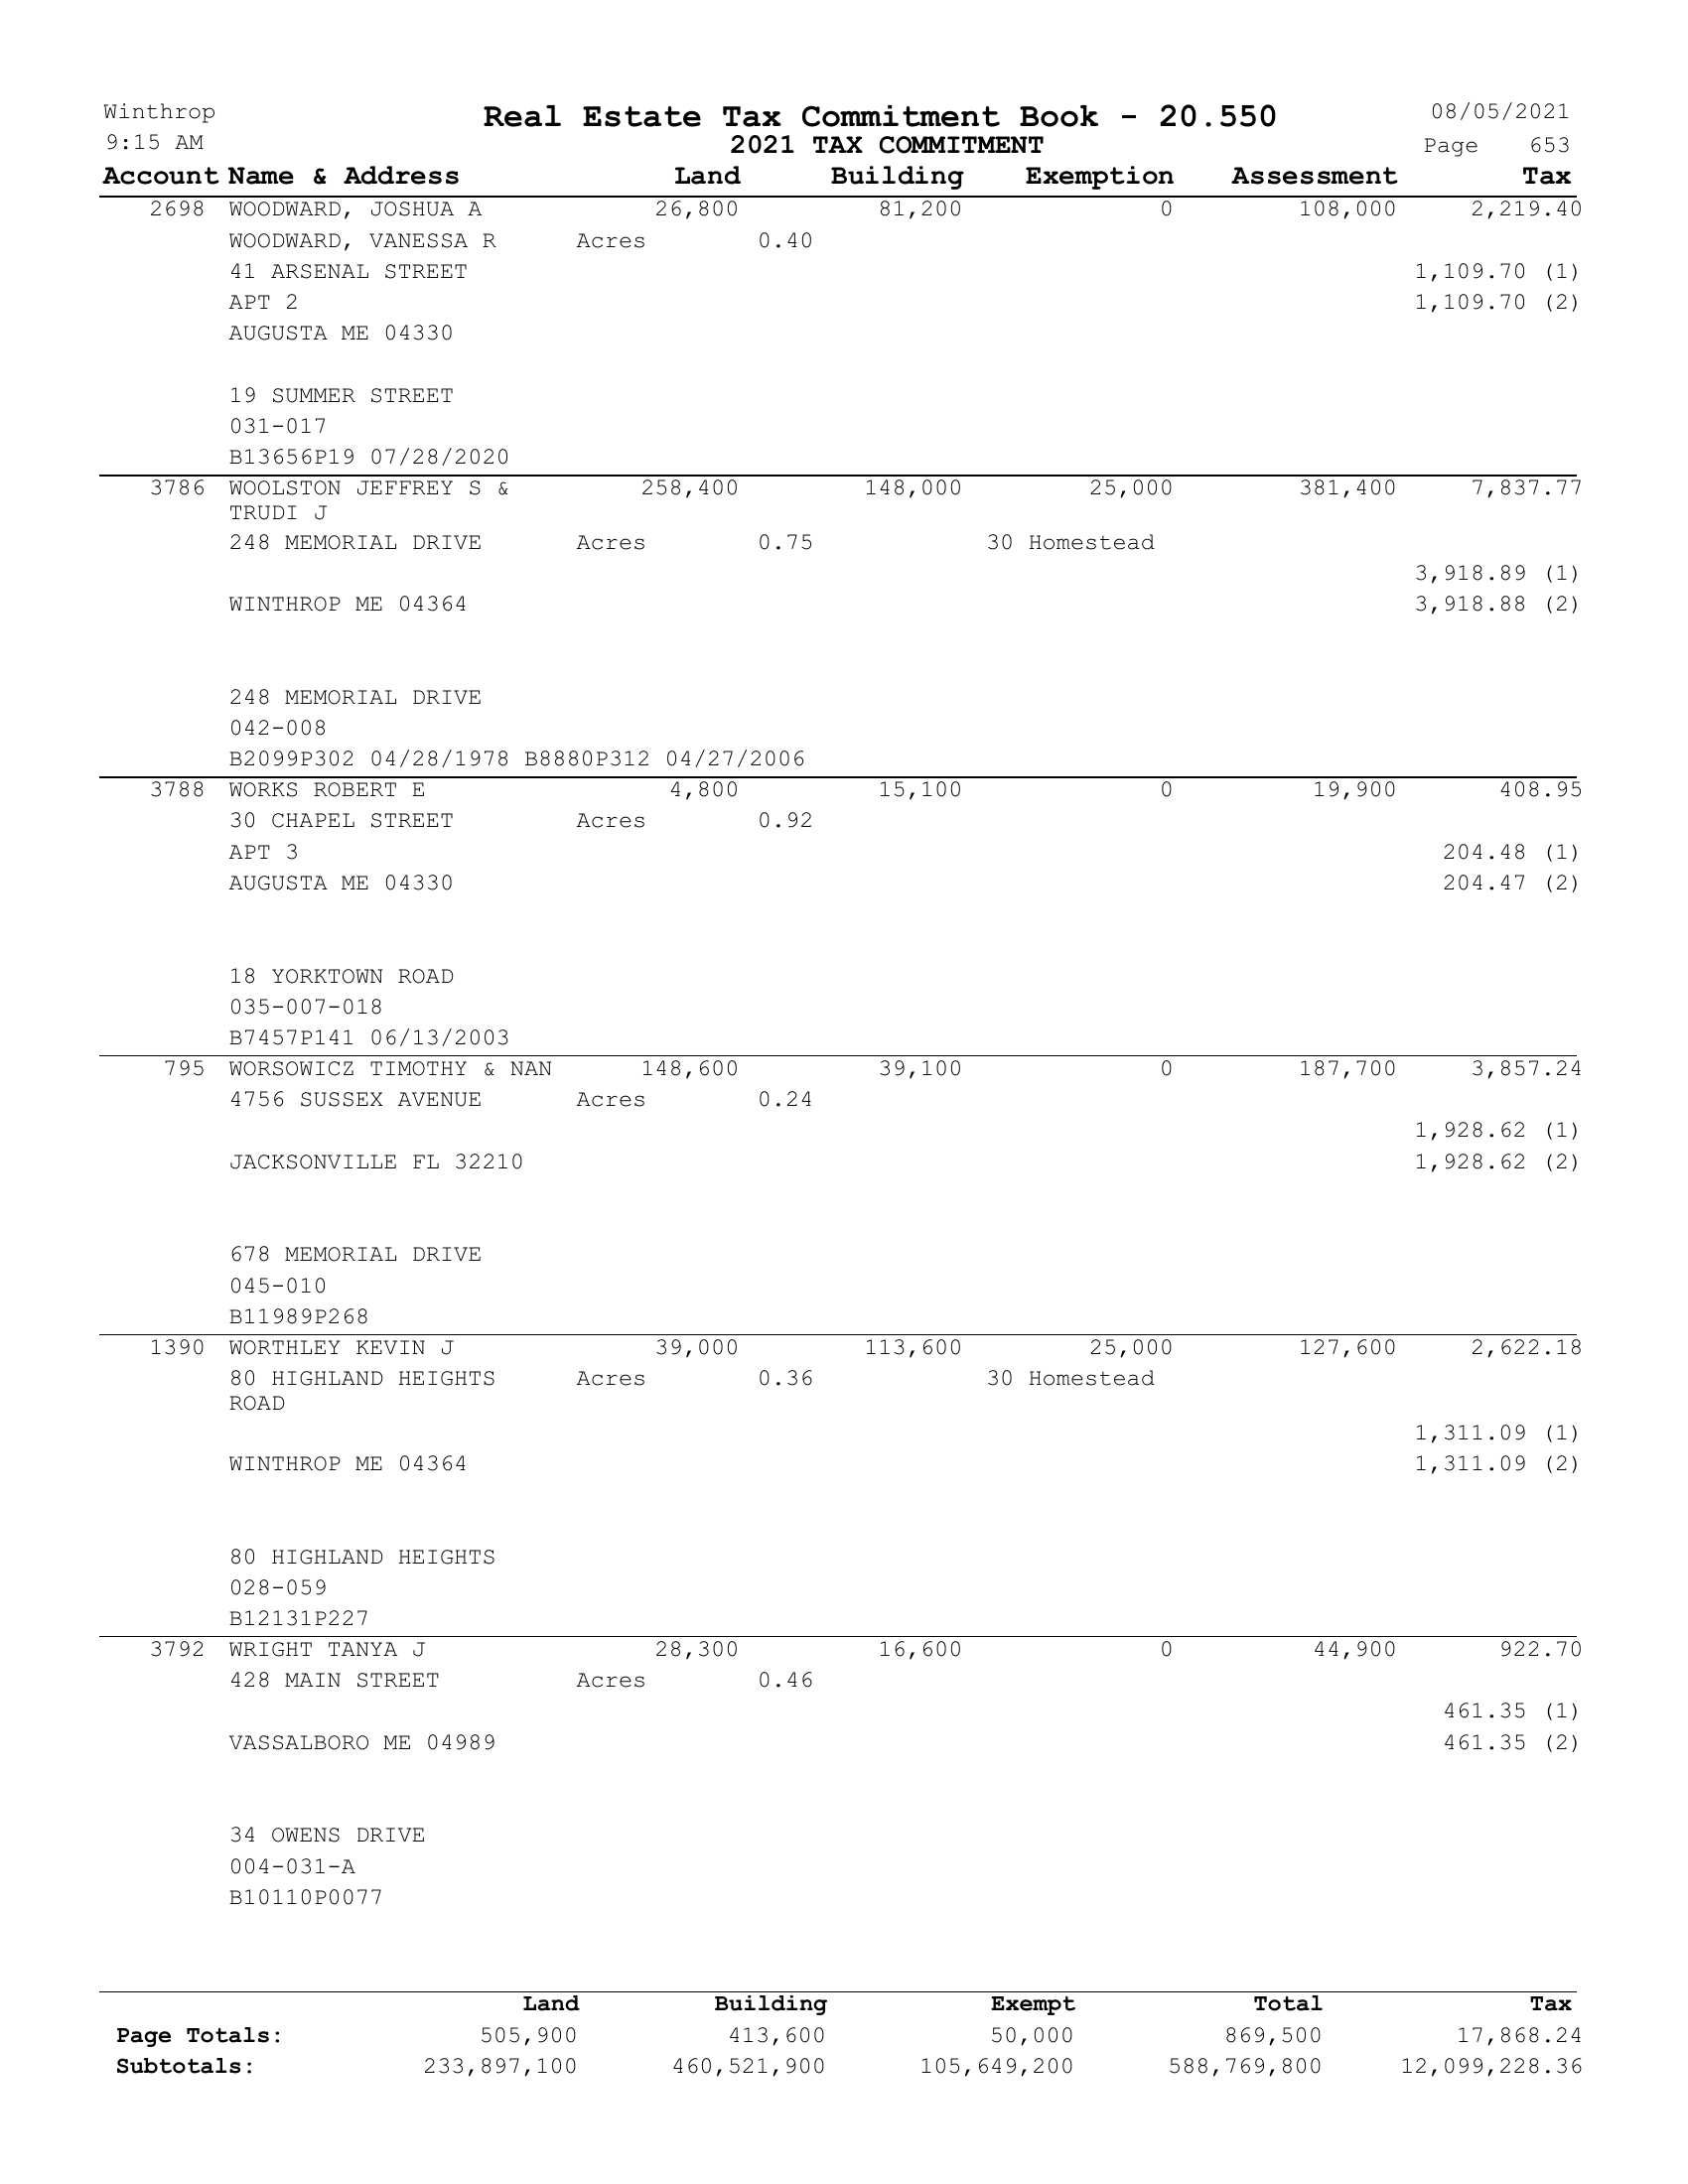 Winthrop Real Estate Tax Commitment Book - 20.550 08/05/2021
9:15 AM 2021 TAX COMMITMENT Page 653
Account Name & Address Land Building Exemption Assessment Tax
2698 WOODWARD, JOSHUA A 26,800 81,200 0 108,000 2,219.40
WOODWARD, VANESSA R Acres 0.40
41 ARSENAL STREET 1,109.70 (1)
APT 2 1,109.70 (2)
AUGUSTA ME 04330
19 SUMMER STREET
031-017
B13656P19 07/28/2020
3786 WOOLSTON JEFFREY S & 258,400 148,000 25,000 381,400 7,837.77
TRUDI J
248 MEMORIAL DRIVE Acres 0.75 30 Homestead
3,918.89 (1)
WINTHROP ME 04364 3,918.88 (2)
248 MEMORIAL DRIVE
042-008
B2099P302 04/28/1978 B8880P312 04/27/2006
3788 WORKS ROBERT E 4,800 15,100 0 19,900 408.95
30 CHAPEL STREET Acres 0.92
APT 3 204.48 (1)
AUGUSTA ME 04330 204.47 (2)
18 YORKTOWN ROAD
035-007-018
B7457P141 06/13/2003
795 WORSOWICZ TIMOTHY & NAN 148,600 39,100 0 187,700 3,857.24
4756 SUSSEX AVENUE Acres 0.24
1,928.62 (1)
JACKSONVILLE FL 32210 1,928.62 (2)
678 MEMORIAL DRIVE
045-010
B11989P268
1390 WORTHLEY KEVIN J 39,000 113,600 25,000 127,600 2,622.18
80 HIGHLAND HEIGHTS Acres 0.36 30 Homestead
ROAD
1,311.09 (1)
WINTHROP ME 04364 1,311.09 (2)
80 HIGHLAND HEIGHTS
028-059
B12131P227
3792 WRIGHT TANYA J 28,300 16,600 0 44,900 922.70
428 MAIN STREET Acres 0.46
461.35 (1)
VASSALBORO ME 04989 461.35 (2)
34 OWENS DRIVE
004-031-A
B10110P0077
Land Building Exempt Total Tax
Page Totals: 505,900 413,600 50,000 869,500 17,868.24
Subtotals: 233,897,100 460,521,900 105,649,200 588,769,800 12,099,228.36